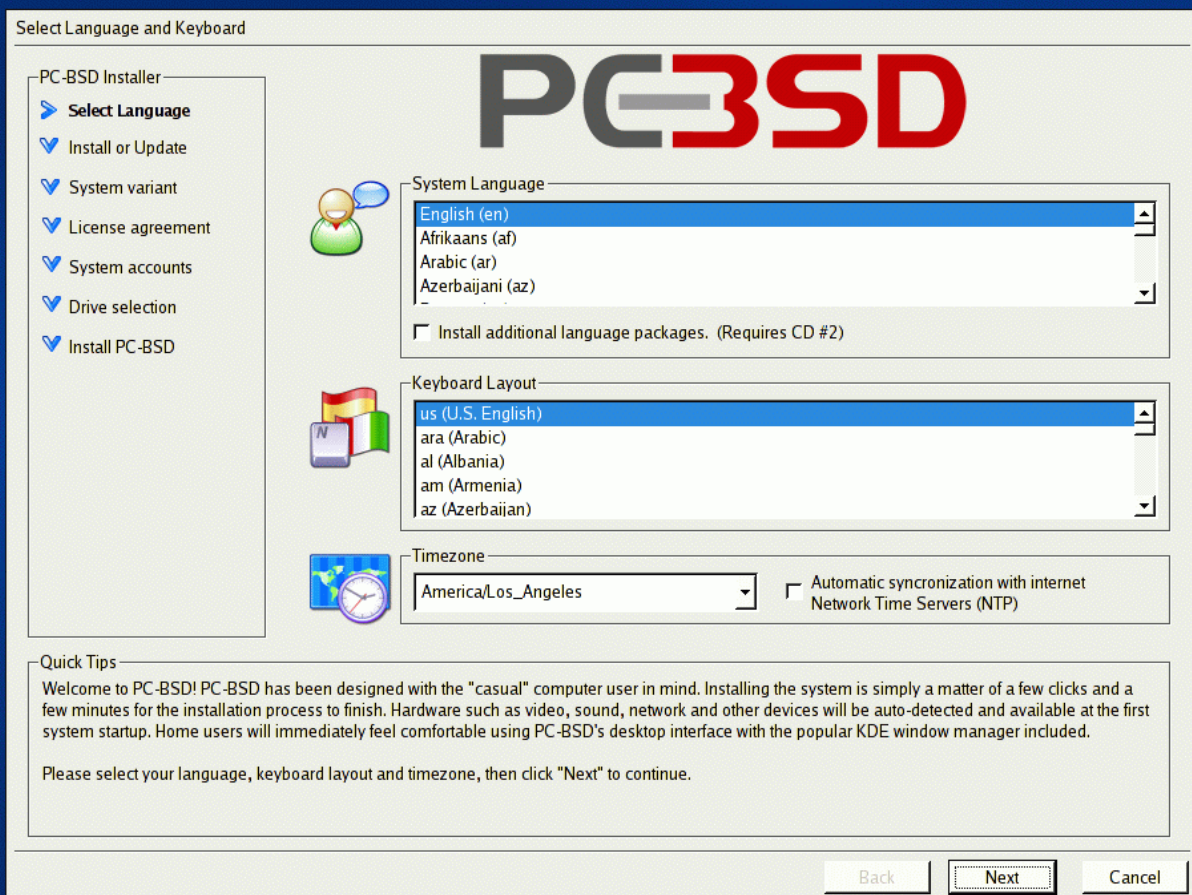 Select Language and Keyboard
PC-BSD Installer
Select Language
Install or Update
System variant
License agreement
System accounts
Drive selection
Install PC-BSD
PCBSD
System Language
English (en)
Afrikaans (af)
Arabic (ar)
Azerbaijani (az)
Install additional language packages. (Requires CD #2)
Keyboard Layout
us (U.S. English)
ara (Arabic)
al (Albania)
am (Armenia)
az (Azerbaijan)
N
Timezone
America/Los_Angeles
Automatic syncronization with internet
Network Time Servers (NTP)
Quick Tips
Welcome to PC-BSD! PC-BSD has been designed with the "casual" computer user in mind. Installing the system is simply a matter of a few clicks and a
few minutes for the installation process to finish. Hardware such as video, sound, network and other devices will be auto-detected and available at the first
system startup. Home users will immediately feel comfortable using PC-BSD's desktop interface with the popular KDE window manager included.
Please select your language, keyboard layout and timezone, then click "Next" to continue.
Back
Next
Cancel